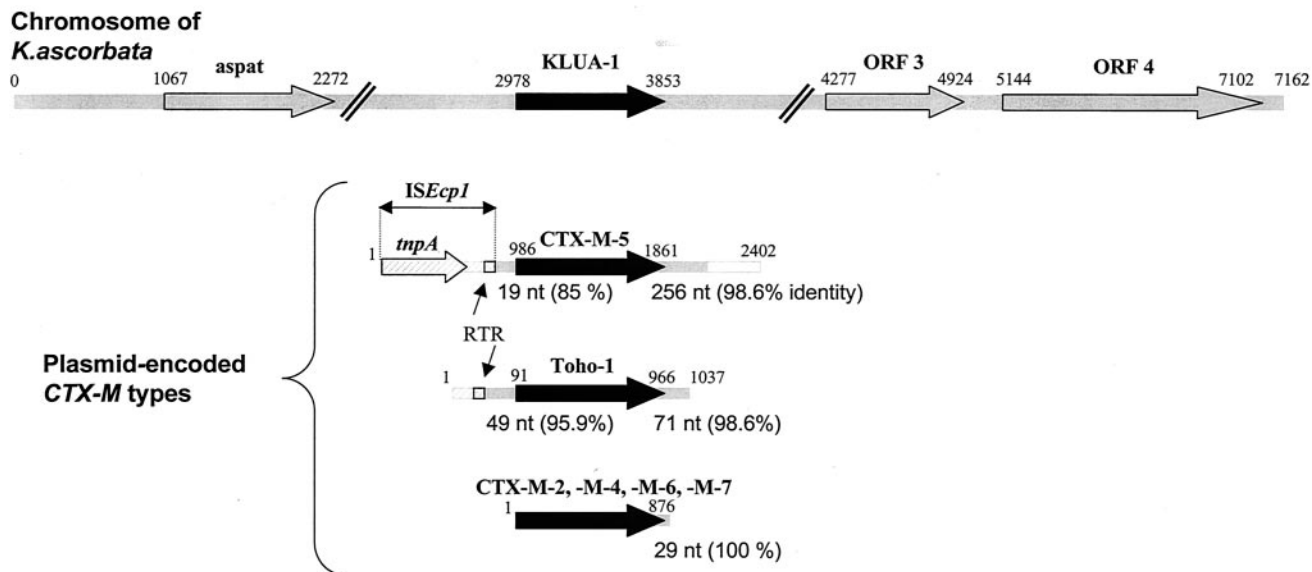 Chromosome of
K.ascorbata
0 1067 aspat 2272 2978 KLUA-1 3853 4277 ORF 3 4924 5144 ORF 4 7102 7162
ISEcp1
1 tnpA 986 CTX-M-5 1861 2402
19 nt (85 %) 256 nt (98.6% identity)
RTR
Plasmid-encoded
CTX-M types
1 91 Toho-1 966 1037
49 nt (95.9%) 71 nt (98.6%)
CTX-M-2, -M-4, -M-6, -M-7
1 876
29 nt (100 %)